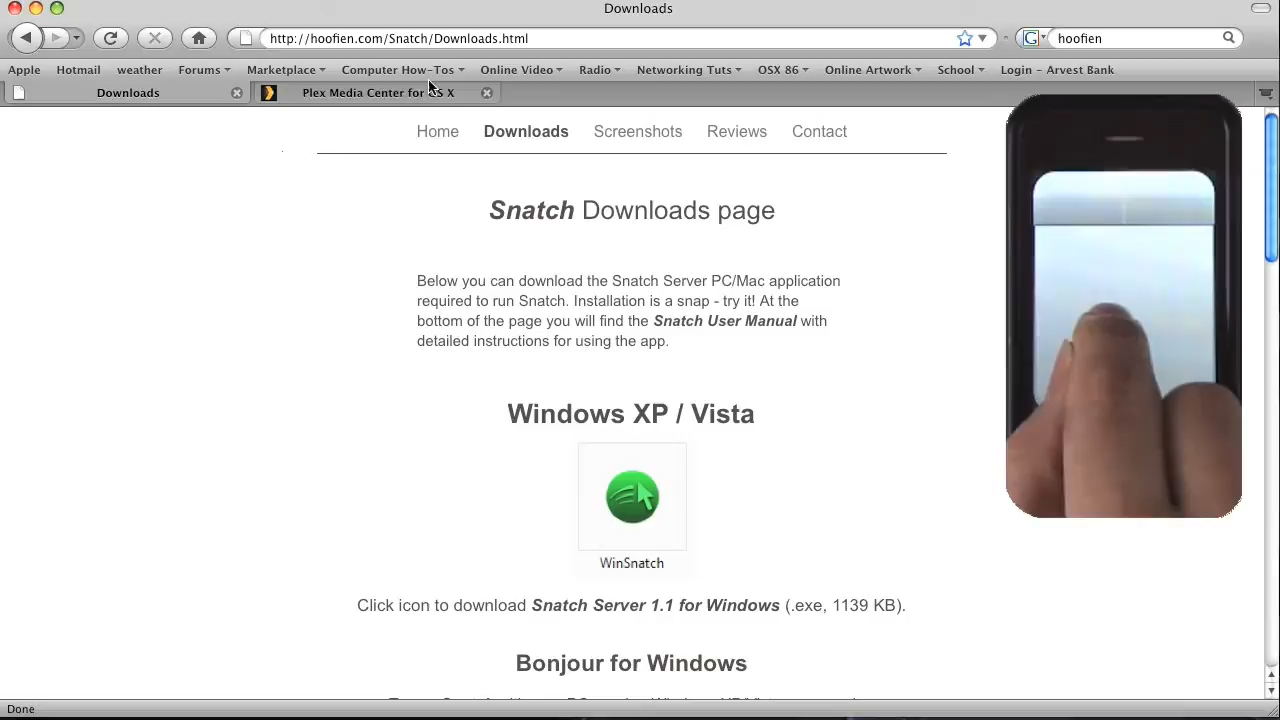 Downloads
http://hoofien.com/Snatch/Downloads.html
hoofien
Apple Hotmail weather Forums Marketplace Computer How-Tos Online Video Radio Networking Tuts OSX 86 Online Artwork School Login - Arvest Bank
Downloads Plex Media Center for OS X
Home Downloads Screenshots Reviews Contact
Snatch Downloads page
Below you can download the Snatch Server PC/Mac application
required to run Snatch. Installation is a snap - try it! At the
bottom of the page you will find the Snatch User Manual with
detailed instructions for using the app.
Windows XP / Vista
WinSnatch
Click icon to download Snatch Server 1.1 for Windows (.exe, 1139 KB).
Bonjour for Windows
Done